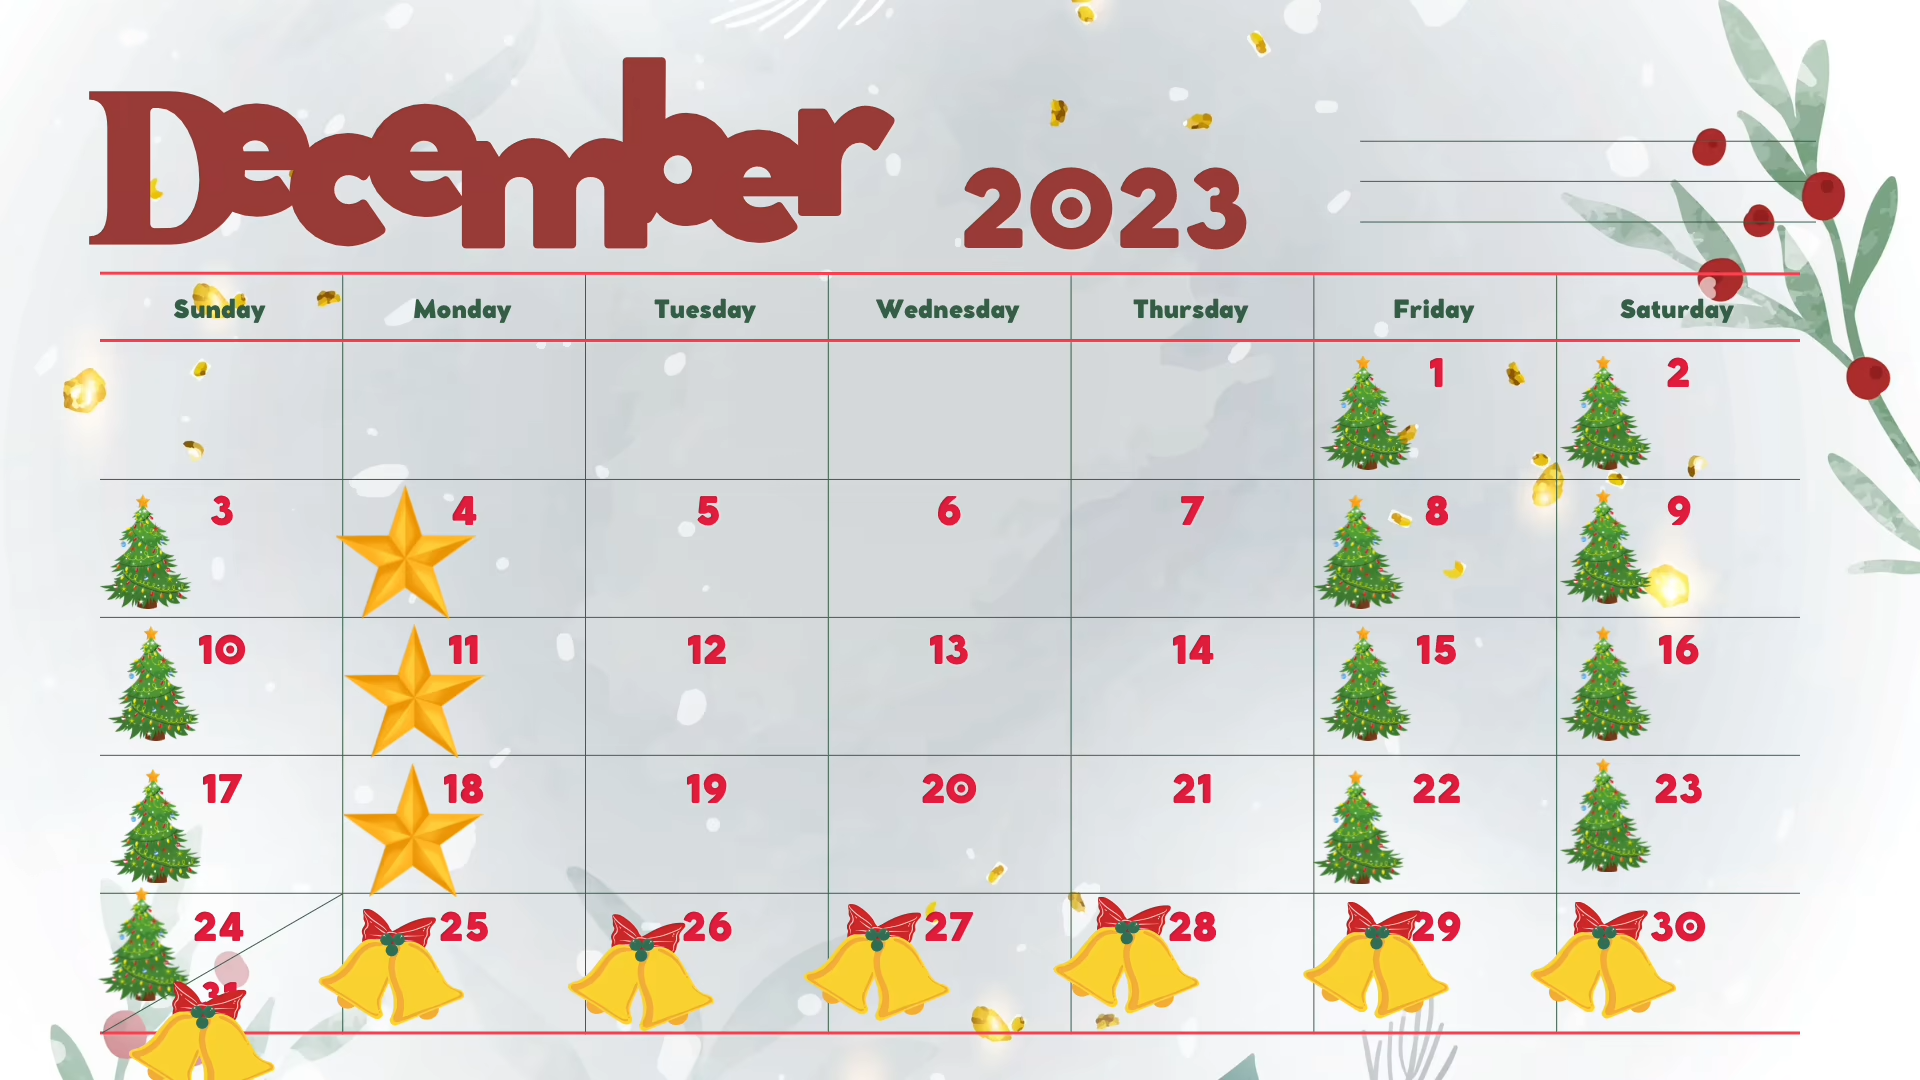 December 2023
Sunday Monday Tuesday Wednesday Thursday Friday Saturday
1 2
3 4 5 6 7 8 9
10 11 12 13 14 15 16
17 18 19 20 21 22 23
24 25 26 27 28 29 30
31